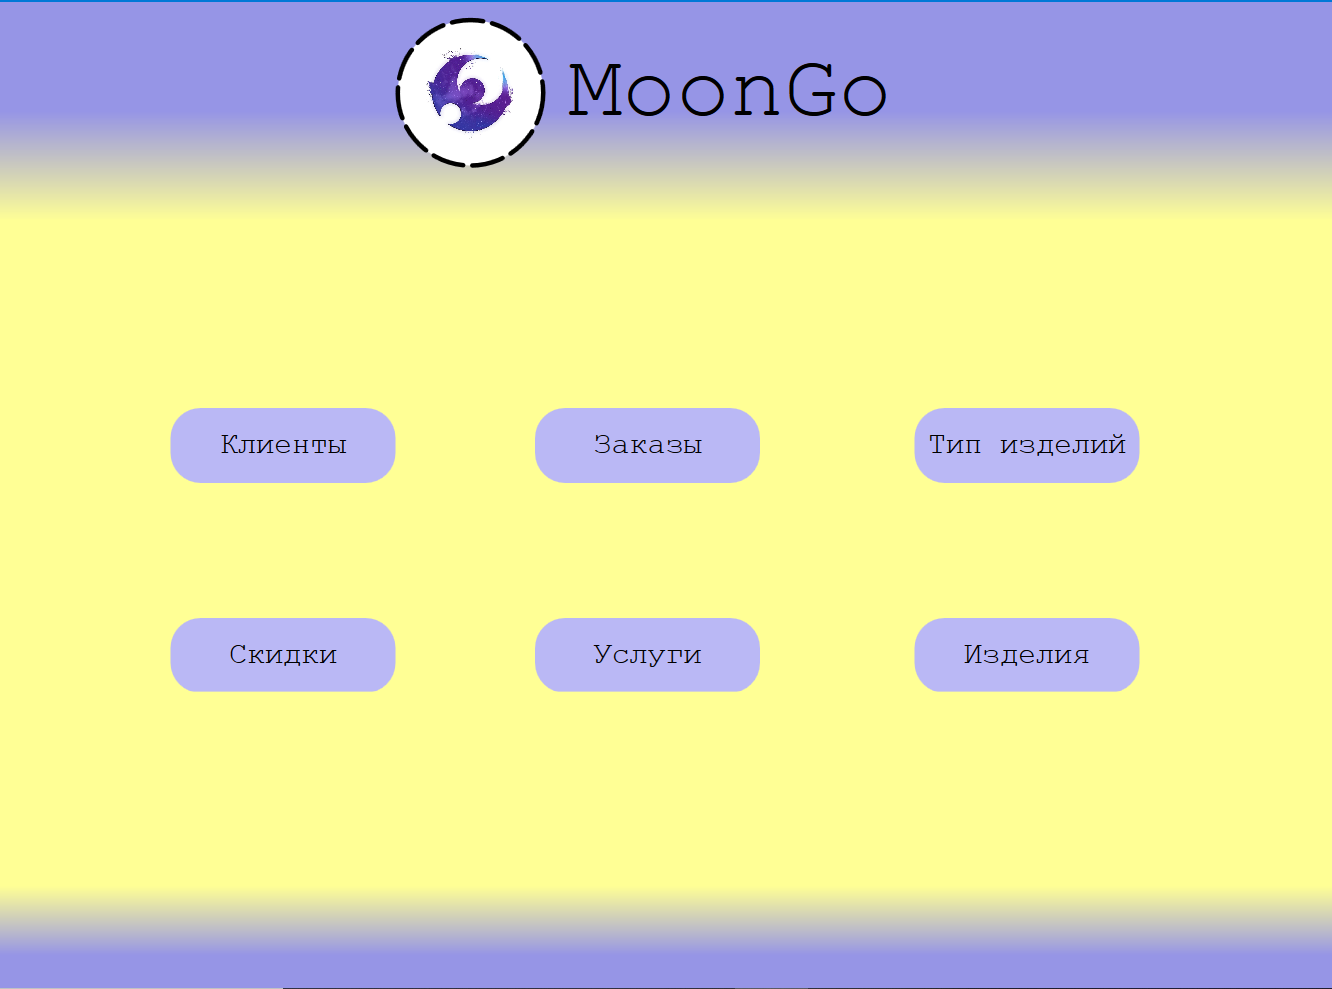 MoonGo
Клиенты
Заказы
Тип изделий
Скидки
Услуги
Изделия